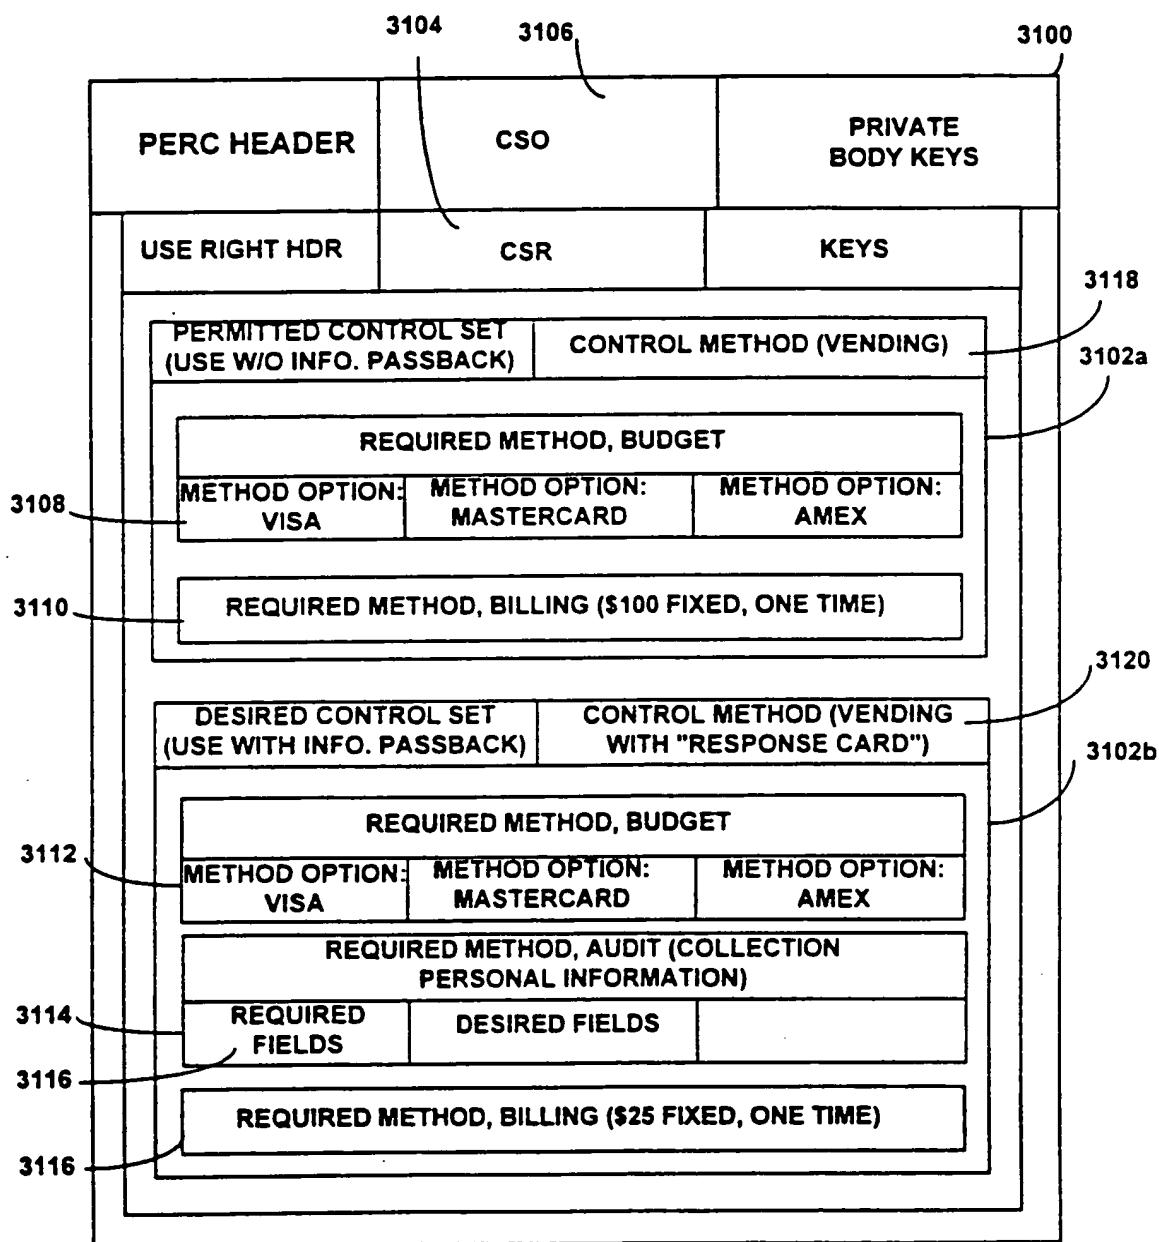 3104
3106
3100
PERC HEADER
CSO
PRIVATE
BODY KEYS
USE RIGHT HDR
CSR
KEYS
3118
PERMITTED CONTROL SET
(USE W/O INFO. PASSBACK)
CONTROL METHOD (VENDING)
3102a
REQUIRED METHOD, BUDGET
3108
METHOD OPTION:
VISA
METHOD OPTION:
MASTERCARD
METHOD OPTION:
AMEX
3110
REQUIRED METHOD, BILLING ($100 FIXED, ONE TIME)
3120
DESIRED CONTROL SET
(USE WITH INFO. PASSBACK)
CONTROL METHOD (VENDING
WITH "RESPONSE CARD")
3102b
REQUIRED METHOD, BUDGET
3112
METHOD OPTION:
VISA
METHOD OPTION:
MASTERCARD
METHOD OPTION:
AMEX
REQUIRED METHOD, AUDIT (COLLECTION
PERSONAL INFORMATION)
3114
REQUIRED
FIELDS
DESIRED FIELDS
3116
REQUIRED METHOD, BILLING ($25 FIXED, ONE TIME)
3116